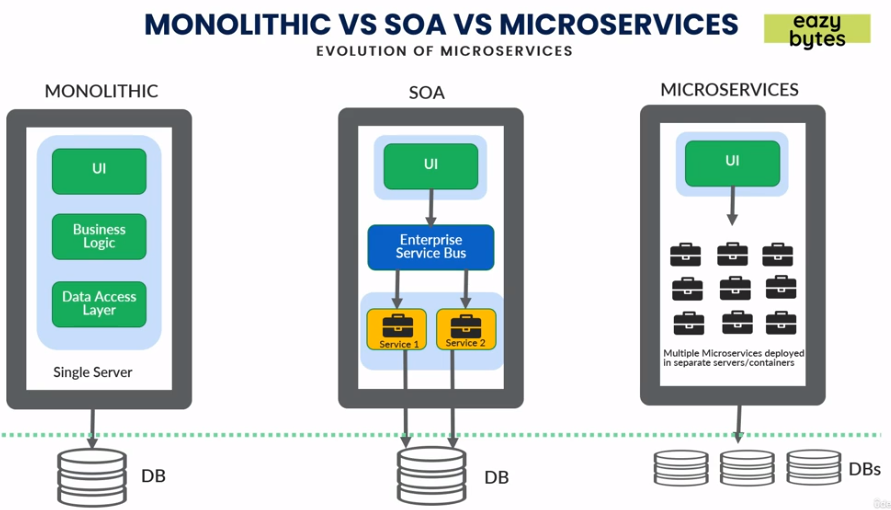 MONOLITHIC VS SOA VS MICROSERVICES
eazy
bytes
EVOLUTION OF MICROSERVICES
MONOLITHIC
UI
Business
Logic
Data Access
Layer
Single Server
DB
SOA
UI
Enterprise
Service Bus
Service 1
Service 2
DB
MICROSERVICES
UI
Multiple Microservices deployed
in separate servers/containers
DBs